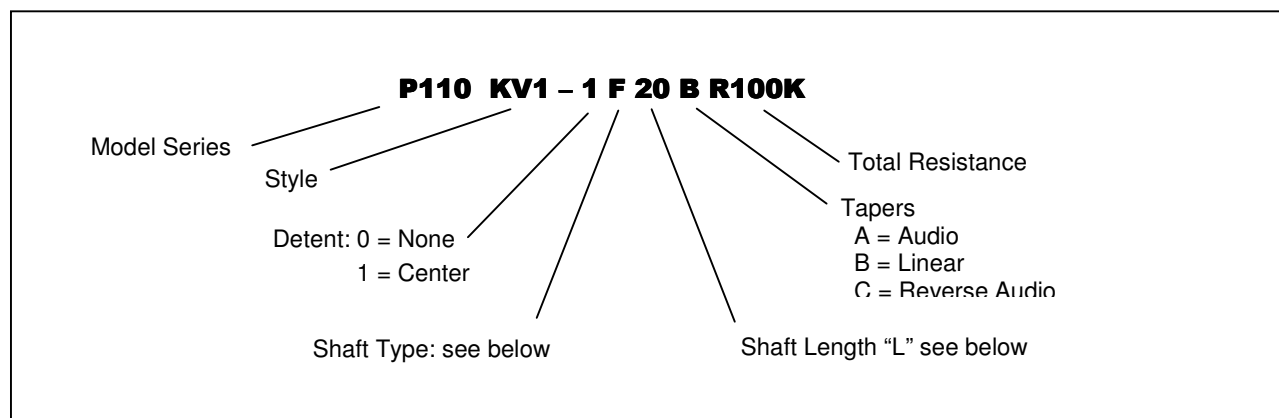 P110 KV1 – 1 F 20 B R100K
Model Series
Total Resistance
Style
Tapers
A = Audio
B = Linear
C = Reverse Audio
Detent: 0 = None
1 = Center
Shaft Type: see below
Shaft Length “L” see below